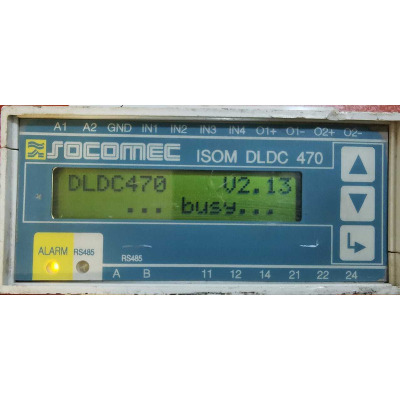 A1 A2 GND IN1 IN2 IN3 IN4 O1+ O1- O2+ O2-
SOCOMEC ISOM DLDC 470
DLDC470 V2.13
... busy...
ALARM RS485 RS485
A B 11 12 14 21 22 24